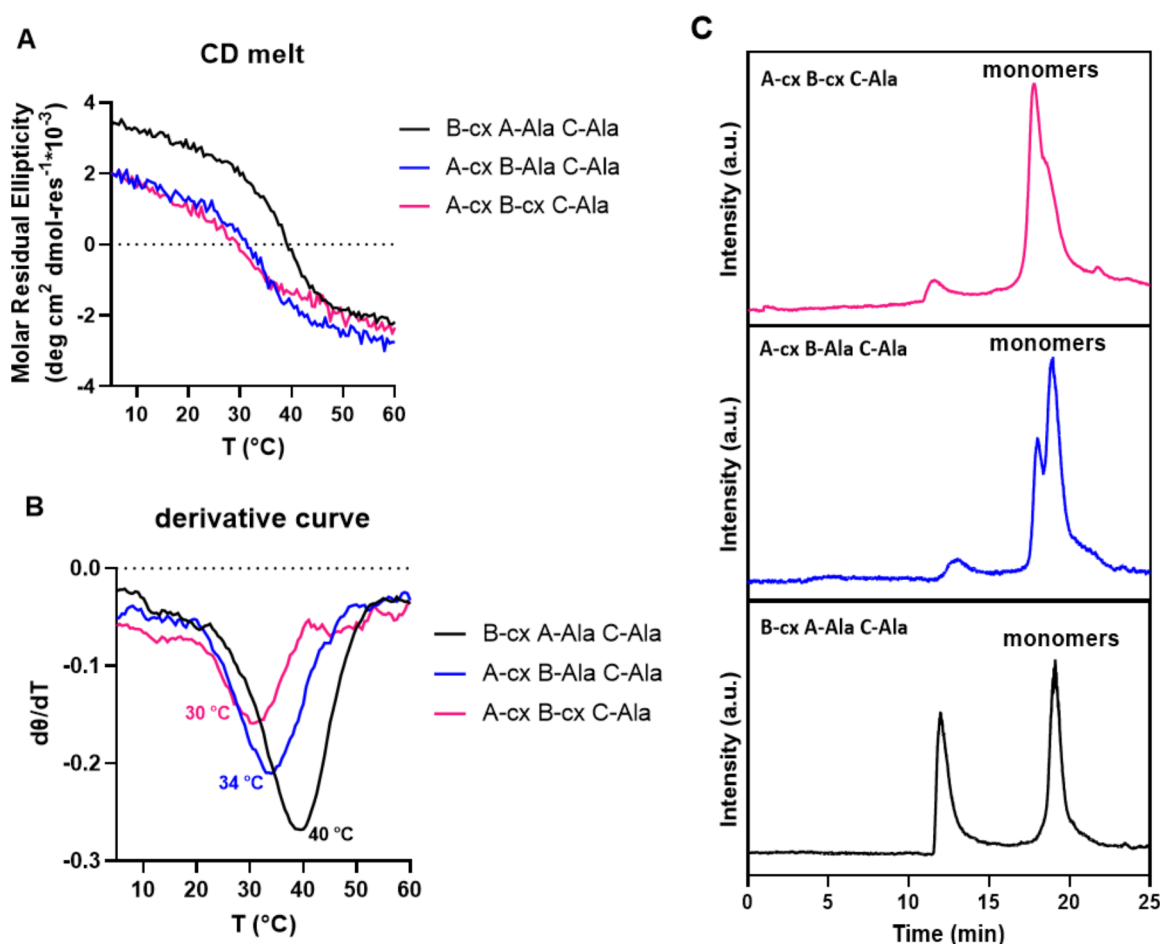 A
CD melt
Molar Residual Ellipticity
(deg cm² dmol-res⁻¹*10⁻³)
4
2
0
-2
-4
10 20 30 40 50 60
T (°C)
B-cx A-Ala C-Ala
A-cx B-Ala C-Ala
A-cx B-cx C-Ala
B
derivative curve
dθ/dT
0.0
-0.1
-0.2
-0.3
30 °C
34 °C
40 °C
10 20 30 40 50 60
T (°C)
B-cx A-Ala C-Ala
A-cx B-Ala C-Ala
A-cx B-cx C-Ala
C
A-cx B-cx C-Ala
monomers
Intensity (a.u.)
A-cx B-Ala C-Ala
monomers
Intensity (a.u.)
B-cx A-Ala C-Ala
monomers
Intensity (a.u.)
0 5 10 15 20 25
Time (min)